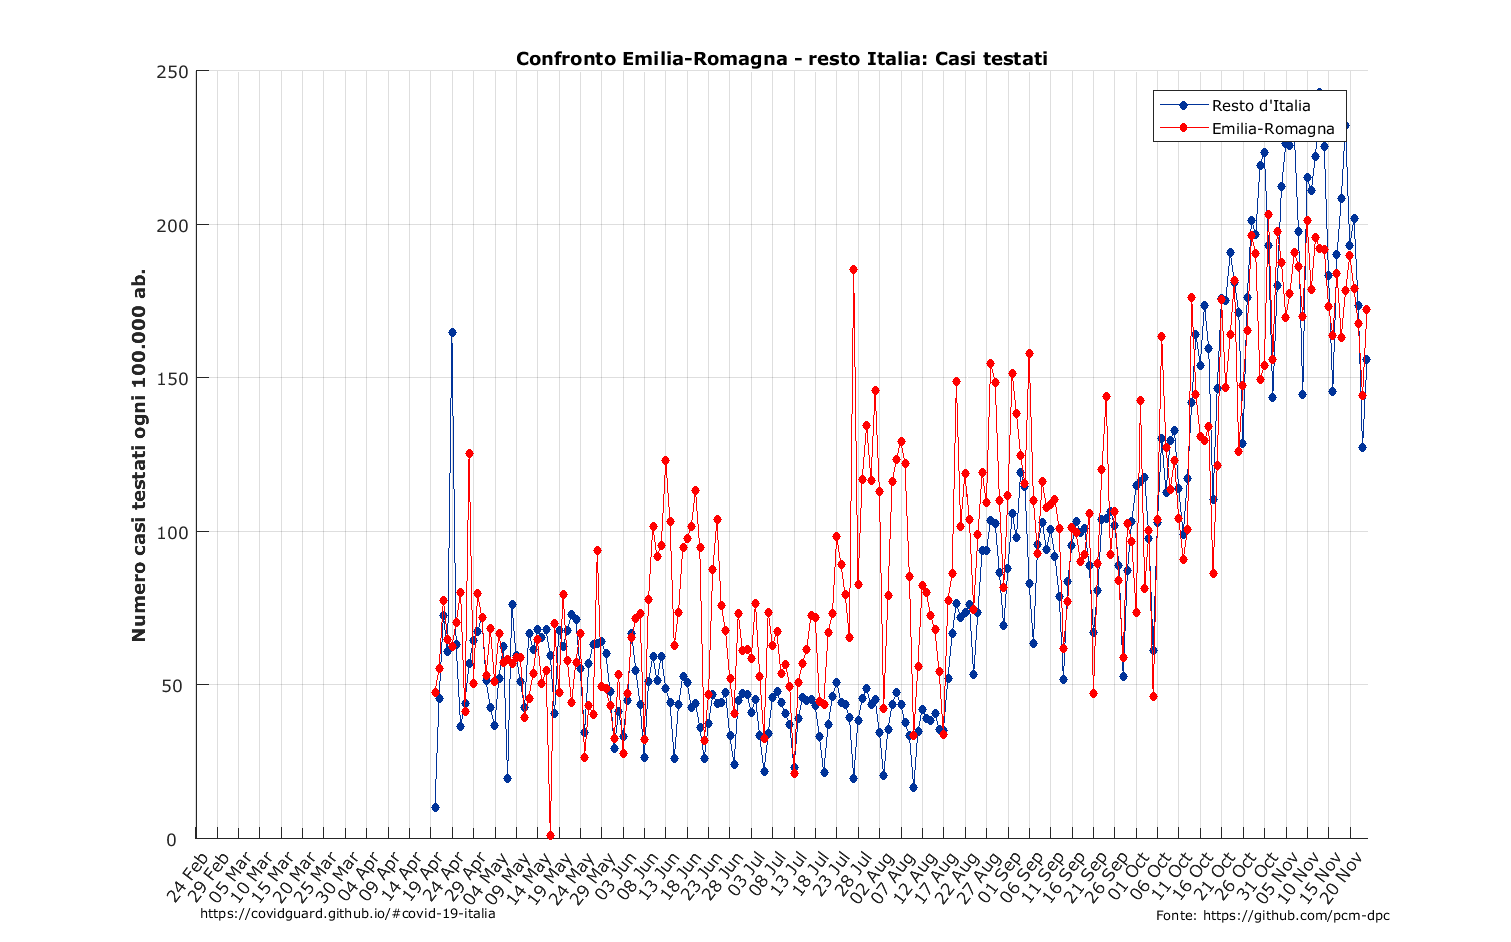 Confronto Emilia-Romagna - resto Italia: Casi testati
Numero casi testati ogni 100.000 ab.
250
200
150
100
50
0
Resto d'Italia
Emilia-Romagna
24 Feb
29 Feb
05 Mar
10 Mar
15 Mar
20 Mar
25 Mar
30 Mar
04 Apr
09 Apr
14 Apr
19 Apr
24 Apr
29 Apr
04 May
09 May
14 May
19 May
24 May
29 May
03 Jun
08 Jun
13 Jun
18 Jun
23 Jun
28 Jun
03 Jul
08 Jul
13 Jul
18 Jul
23 Jul
28 Jul
02 Aug
07 Aug
12 Aug
17 Aug
22 Aug
27 Aug
01 Sep
06 Sep
11 Sep
16 Sep
21 Sep
26 Sep
01 Oct
06 Oct
11 Oct
16 Oct
21 Oct
26 Oct
31 Oct
05 Nov
10 Nov
15 Nov
20 Nov
https://covidguard.github.io/#covid-19-italia
Fonte: https://github.com/pcm-dpc